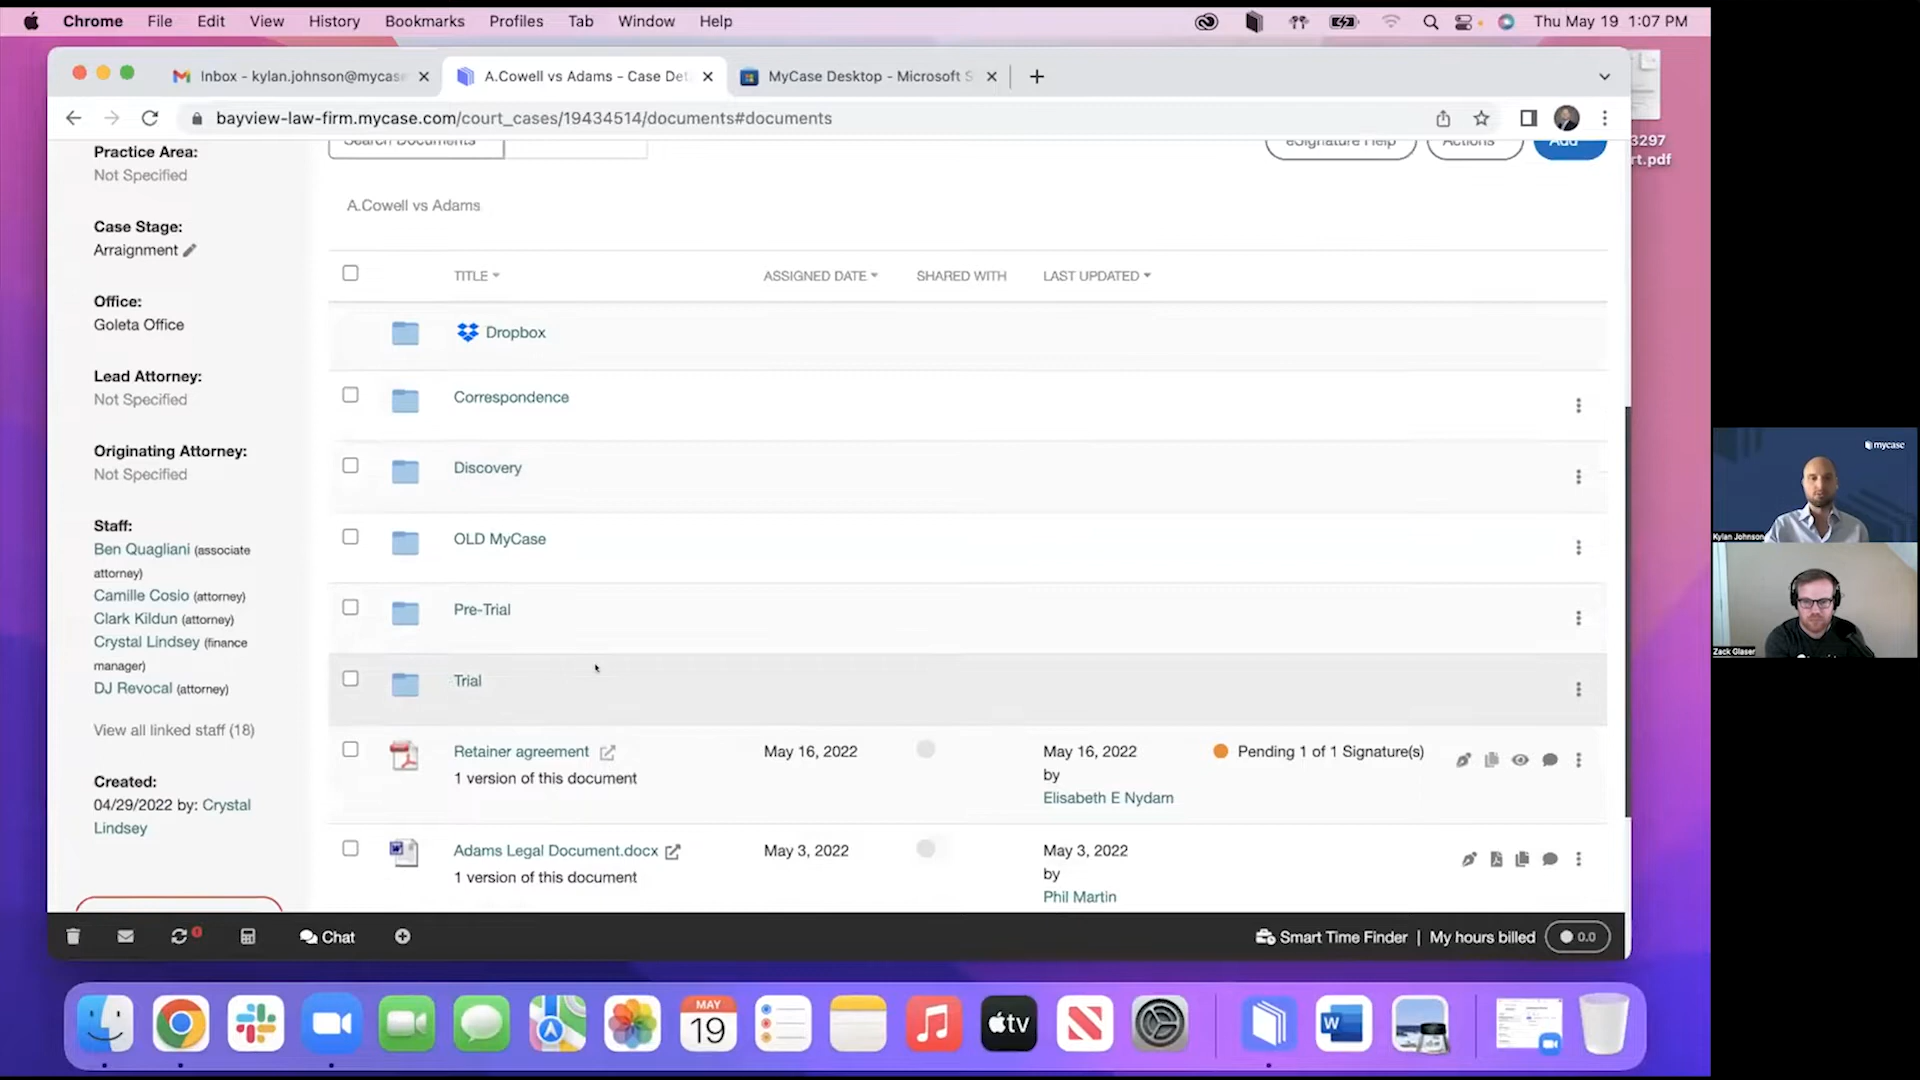 Chrome File Edit View History Bookmarks Profiles Tab Window Help
Thu May 19 1:07 PM
Inbox - kylan.johnson@mycase
A.Cowell vs Adams - Case Det
MyCase Desktop - Microsoft S
bayview-law-firm.mycase.com/court_cases/19434514/documents#documents
3297
rt.pdf
Search Documents
eSignature Help
Actions
Add
Practice Area:
Not Specified
Case Stage:
Arraignment
Office:
Goleta Office
Lead Attorney:
Not Specified
Originating Attorney:
Not Specified
Staff:
Ben Quagliani (associate
attorney)
Camille Cosio (attorney)
Clark Kildun (attorney)
Crystal Lindsey (finance
manager)
DJ Revocal (attorney)
View all linked staff (18)
Created:
04/29/2022 by: Crystal
Lindsey
A.Cowell vs Adams
TITLE ASSIGNED DATE SHARED WITH LAST UPDATED
Dropbox
Correspondence
Discovery
OLD MyCase
Pre-Trial
Trial
Retainer agreement May 16, 2022 May 16, 2022 Pending 1 of 1 Signature(s)
1 version of this document by
Elisabeth E Nydam
Adams Legal Document.docx May 3, 2022 May 3, 2022
1 version of this document by
Phil Martin
Chat
Smart Time Finder | My hours billed 0.0
mycase
Kylan Johnson
Zack Glaser
MAY
19
tv
W